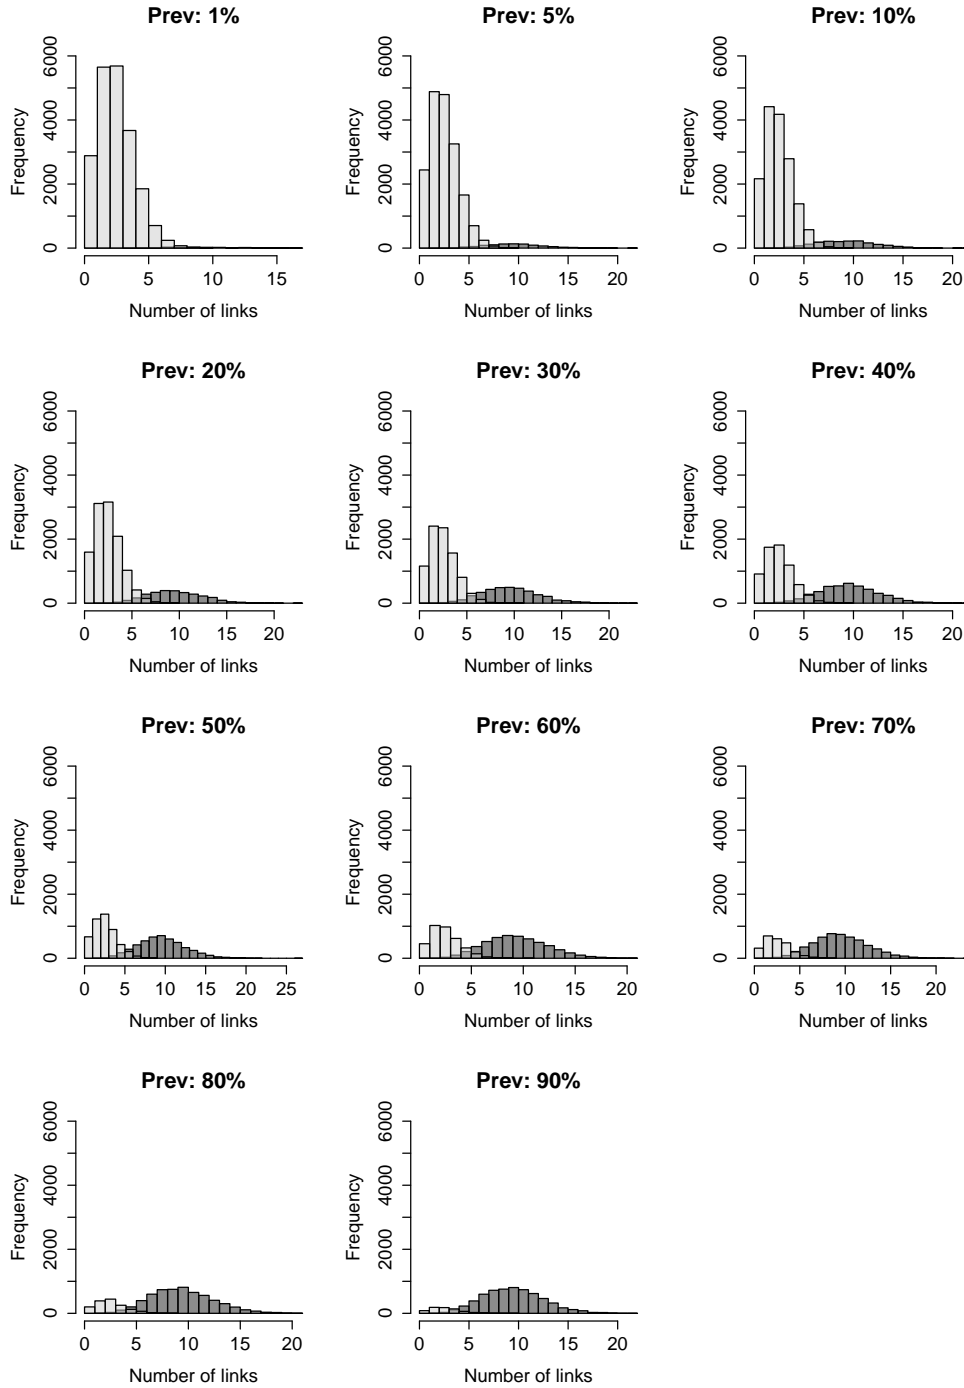 Prev: 1%
Frequency
0 2000 4000 6000
0 5 10 15
Number of links
Prev: 5%
Frequency
0 2000 4000 6000
0 5 10 15 20
Number of links
Prev: 10%
Frequency
0 2000 4000 6000
0 5 10 15 20
Number of links
Prev: 20%
Frequency
0 2000 4000 6000
0 5 10 15 20
Number of links
Prev: 30%
Frequency
0 2000 4000 6000
0 5 10 15 20
Number of links
Prev: 40%
Frequency
0 2000 4000 6000
0 5 10 15 20
Number of links
Prev: 50%
Frequency
0 2000 4000 6000
0 5 10 15 20 25
Number of links
Prev: 60%
Frequency
0 2000 4000 6000
0 5 10 15 20
Number of links
Prev: 70%
Frequency
0 2000 4000 6000
0 5 10 15 20
Number of links
Prev: 80%
Frequency
0 2000 4000 6000
0 5 10 15 20
Number of links
Prev: 90%
Frequency
0 2000 4000 6000
0 5 10 15 20
Number of links